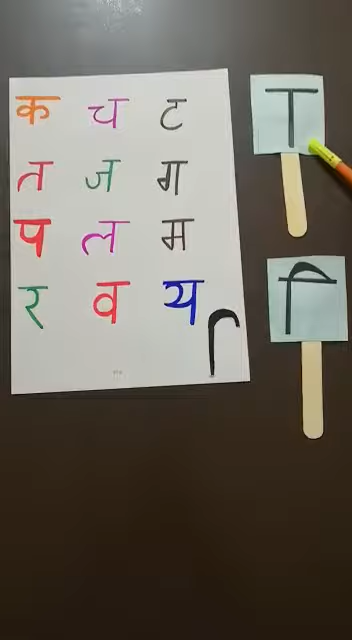 क च ट
त ज ग
प ल म
र व य
ा
ि